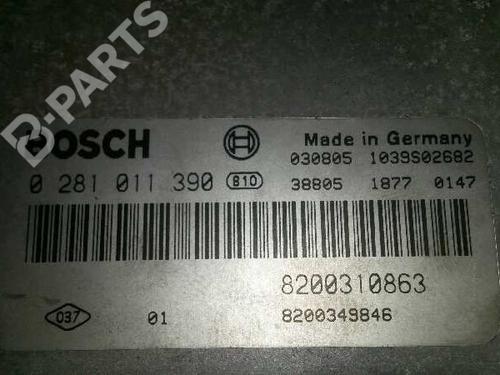 B-PARTS
BOSCH
Made in Germany
030805 1039S02682
0 281 011 390 B10
38805 1877 0147
8200310863
037 01 8200349846